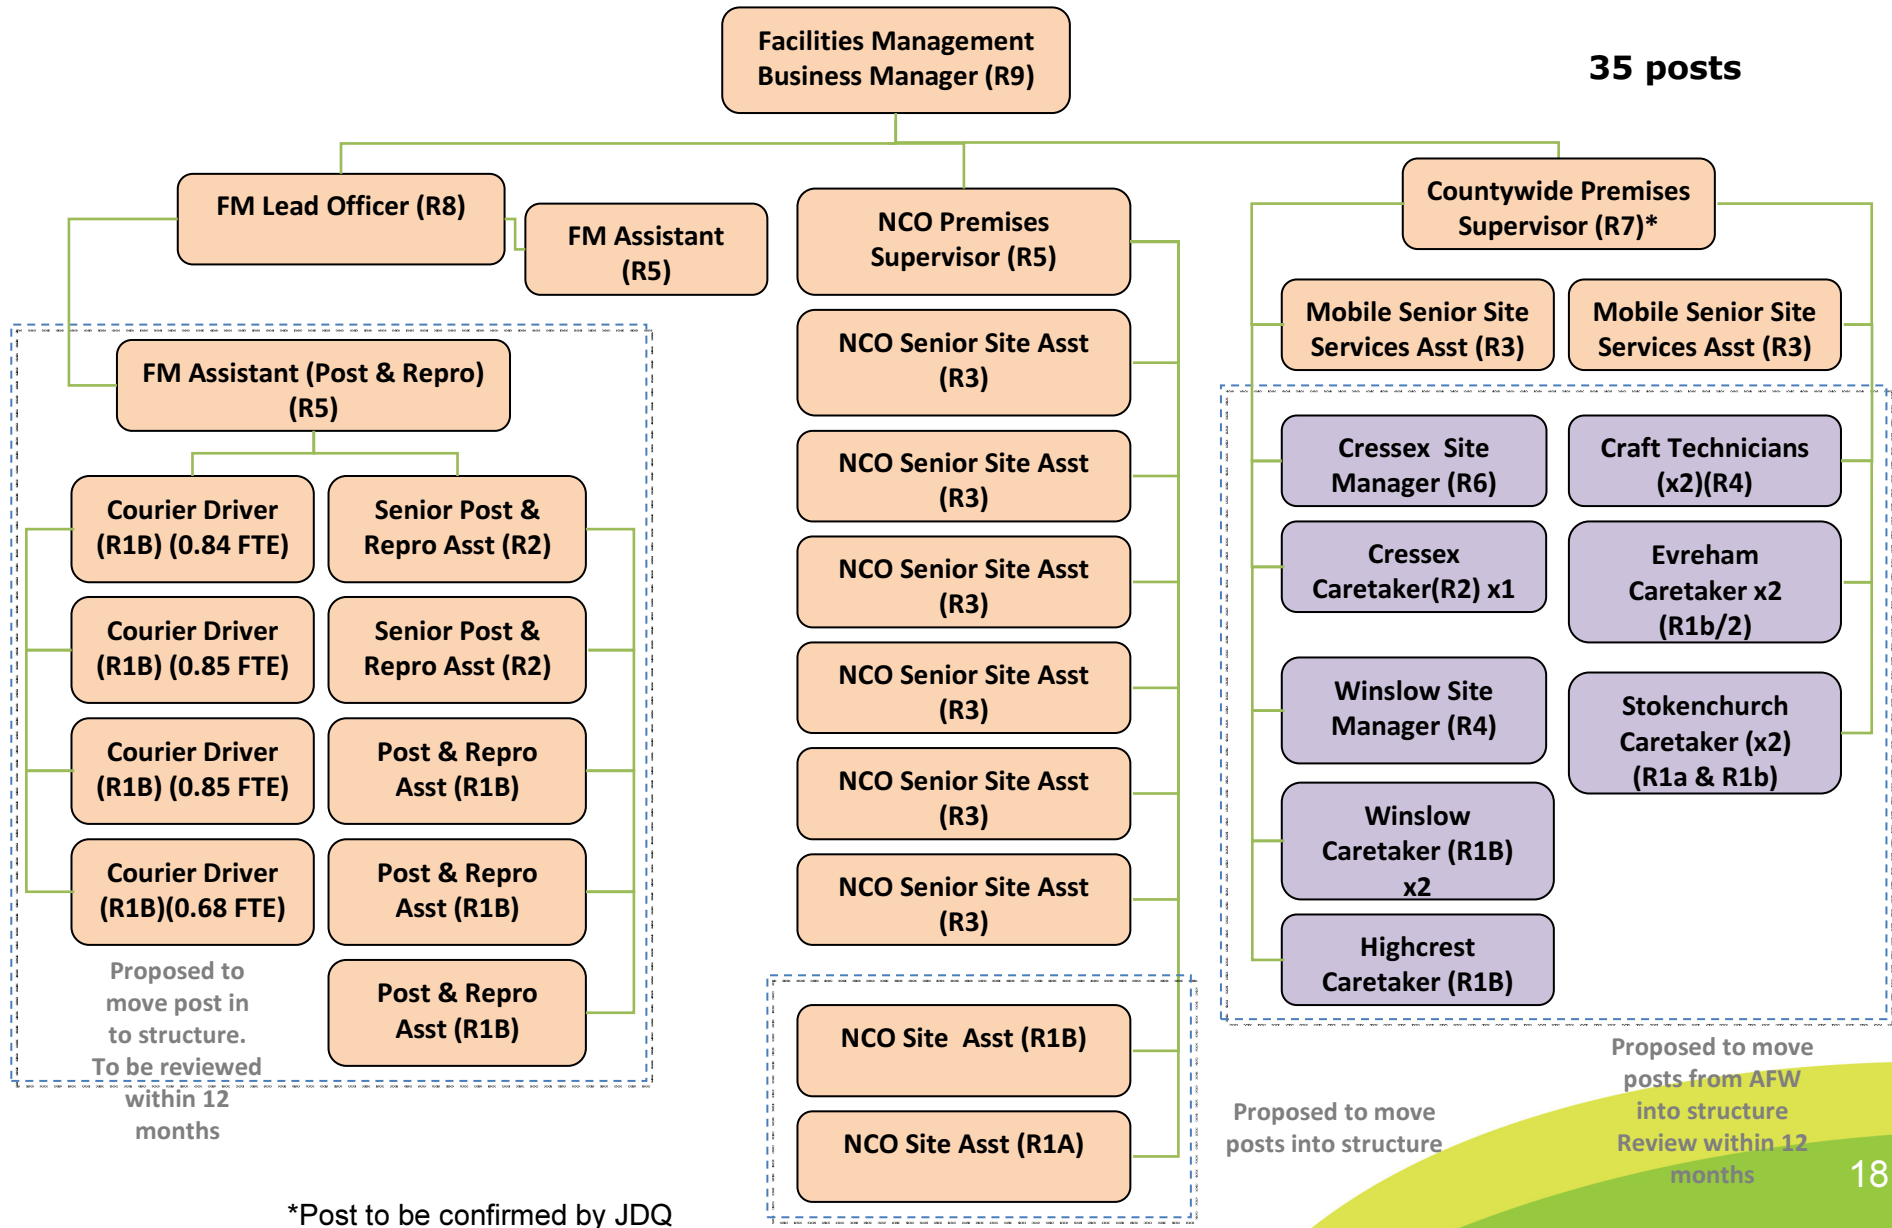 Facilities Management
Business Manager (R9)
35 posts
FM Lead Officer (R8)
FM Assistant
(R5)
NCO Premises
Supervisor (R5)
Countywide Premises
Supervisor (R7)*
FM Assistant (Post & Repro)
(R5)
Courier Driver
(R1B) (0.84 FTE)
Courier Driver
(R1B) (0.85 FTE)
Courier Driver
(R1B) (0.85 FTE)
Courier Driver
(R1B)(0.68 FTE)
Senior Post &
Repro Asst (R2)
Senior Post &
Repro Asst (R2)
Post & Repro
Asst (R1B)
Post & Repro
Asst (R1B)
Post & Repro
Asst (R1B)
Proposed to
move post in
to structure.
To be reviewed
within 12
months
NCO Senior Site Asst
(R3)
NCO Senior Site Asst
(R3)
NCO Senior Site Asst
(R3)
NCO Senior Site Asst
(R3)
NCO Senior Site Asst
(R3)
NCO Senior Site Asst
(R3)
NCO Site  Asst (R1B)
NCO Site Asst (R1A)
Mobile Senior Site
Services Asst (R3)
Mobile Senior Site
Services Asst (R3)
Cressex  Site
Manager (R6)
Cressex
Caretaker(R2) x1
Winslow Site
Manager (R4)
Winslow
Caretaker (R1B)
x2
Highcrest
Caretaker (R1B)
Craft Technicians
(x2)(R4)
Evreham
Caretaker x2
(R1b/2)
Stokenchurch
Caretaker (x2)
(R1a & R1b)
Proposed to move
posts into structure
Proposed to move
posts from AFW
into structure
Review within 12
months
18
*Post to be confirmed by JDQ